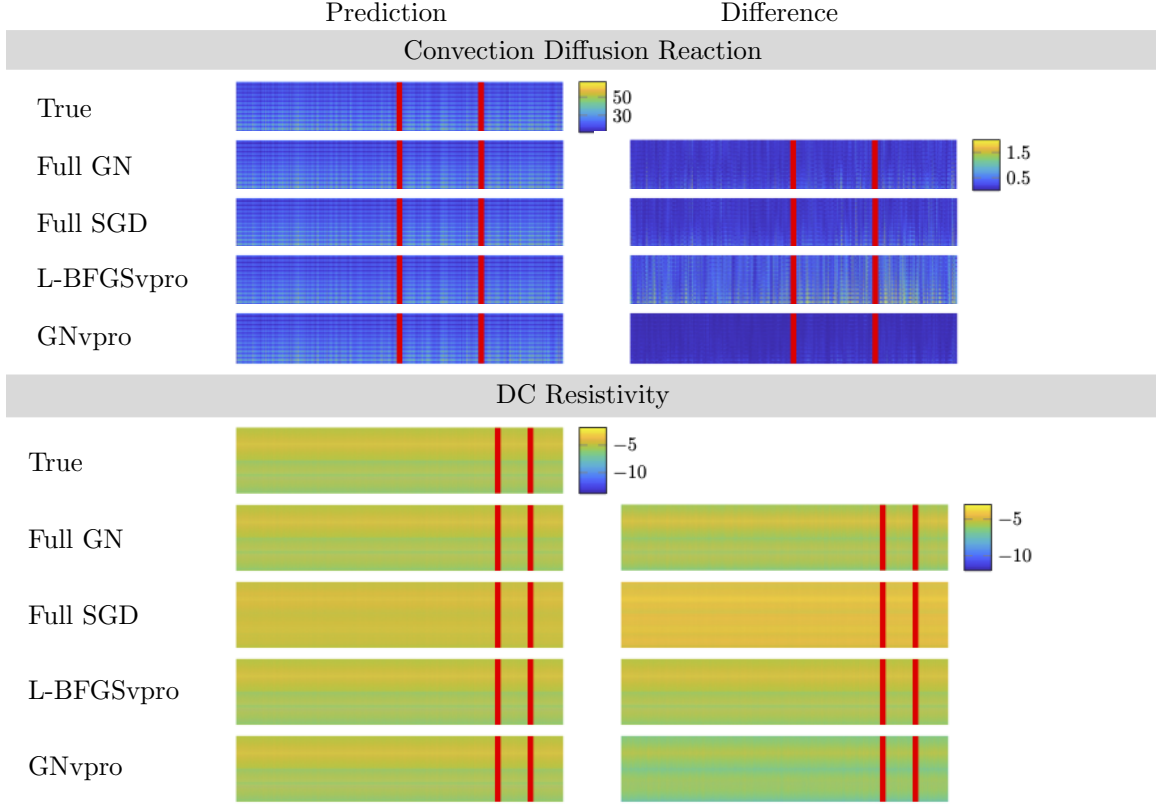 Prediction Difference
Convection Diffusion Reaction
True
50
30
Full GN
1.5
0.5
Full SGD
L-BFGSvpro
GNvpro
DC Resistivity
True
−5
−10
Full GN
−5
−10
Full SGD
L-BFGSvpro
GNvpro